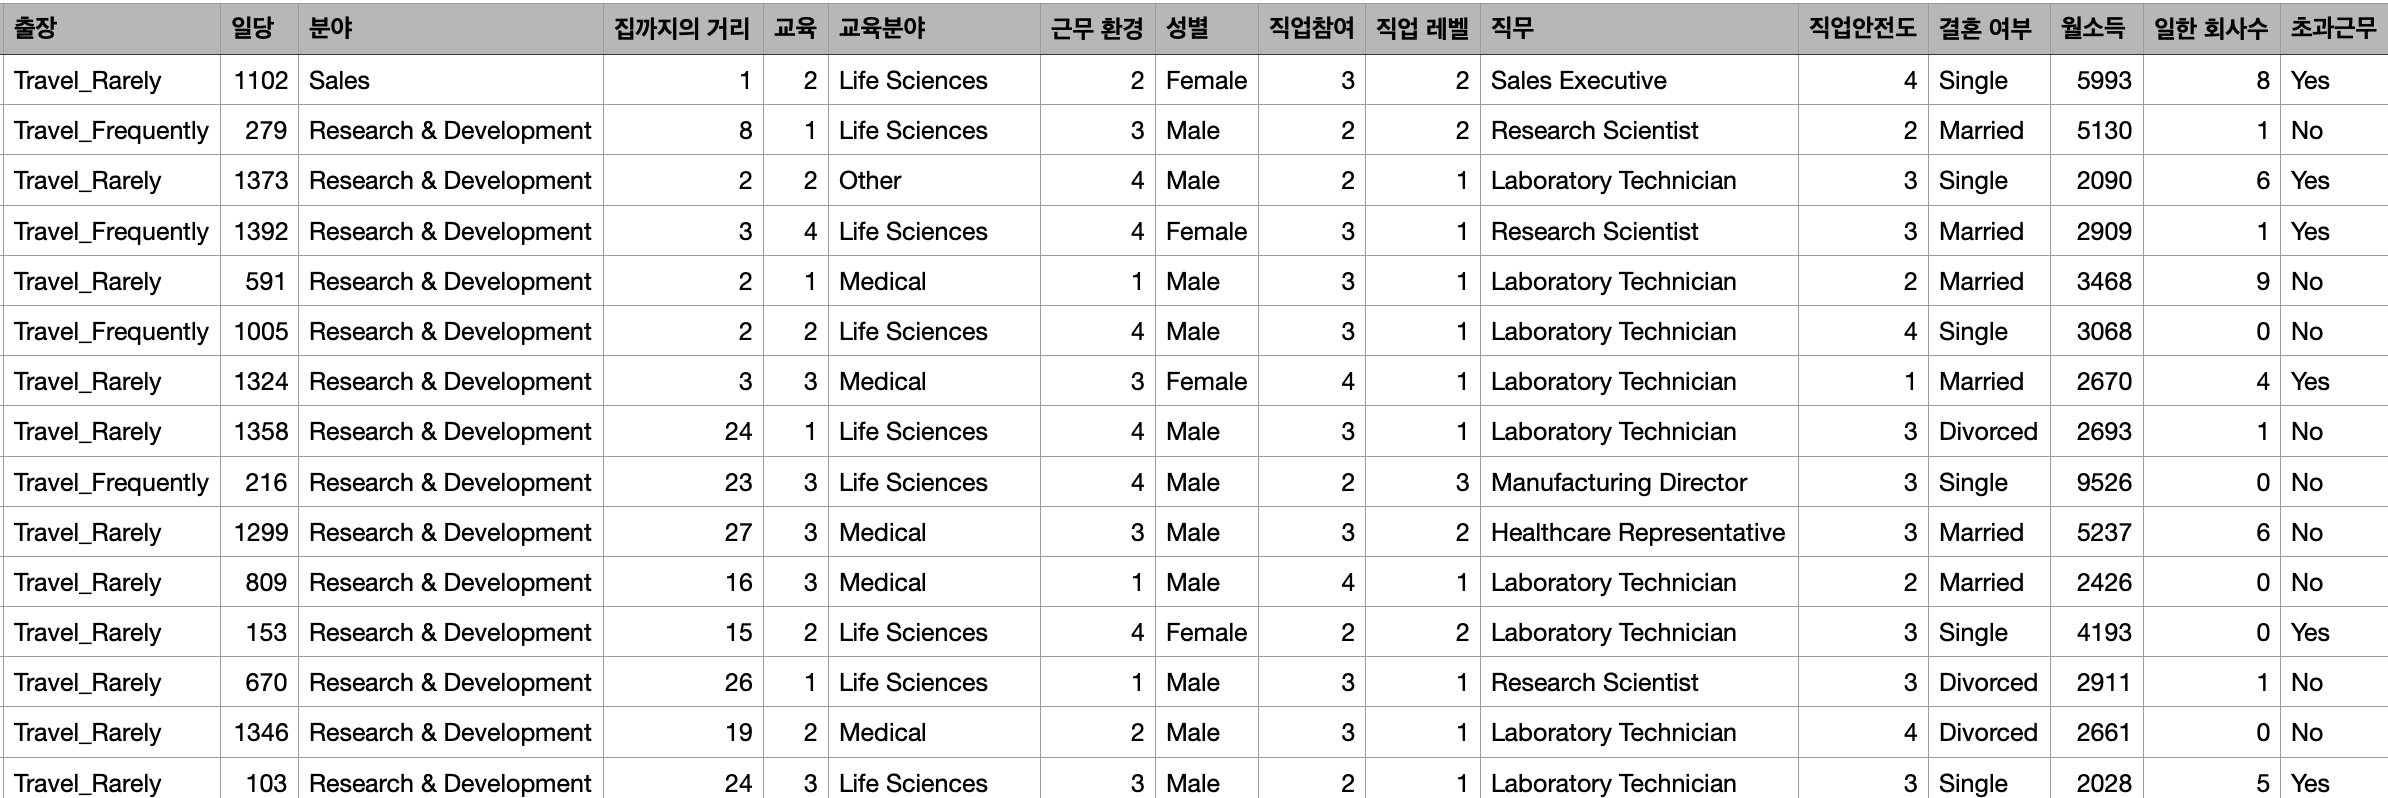 출장 일당 분야 집까지의 거리 교육 교육분야 근무 환경 성별 직업참여 직업 레벨 직무 직업안전도 결혼 여부 월소득 일한 회사수 초과근무
Travel_Rarely 1102 Sales 1 2 Life Sciences 2 Female 3 2 Sales Executive 4 Single 5993 8 Yes
Travel_Frequently 279 Research & Development 8 1 Life Sciences 3 Male 2 2 Research Scientist 2 Married 5130 1 No
Travel_Rarely 1373 Research & Development 2 2 Other 4 Male 2 1 Laboratory Technician 3 Single 2090 6 Yes
Travel_Frequently 1392 Research & Development 3 4 Life Sciences 4 Female 3 1 Research Scientist 3 Married 2909 1 Yes
Travel_Rarely 591 Research & Development 2 1 Medical 1 Male 3 1 Laboratory Technician 2 Married 3468 9 No
Travel_Frequently 1005 Research & Development 2 2 Life Sciences 4 Male 3 1 Laboratory Technician 4 Single 3068 0 No
Travel_Rarely 1324 Research & Development 3 3 Medical 3 Female 4 1 Laboratory Technician 1 Married 2670 4 Yes
Travel_Rarely 1358 Research & Development 24 1 Life Sciences 4 Male 3 1 Laboratory Technician 3 Divorced 2693 1 No
Travel_Frequently 216 Research & Development 23 3 Life Sciences 4 Male 2 3 Manufacturing Director 3 Single 9526 0 No
Travel_Rarely 1299 Research & Development 27 3 Medical 3 Male 3 2 Healthcare Representative 3 Married 5237 6 No
Travel_Rarely 809 Research & Development 16 3 Medical 1 Male 4 1 Laboratory Technician 2 Married 2426 0 No
Travel_Rarely 153 Research & Development 15 2 Life Sciences 4 Female 2 2 Laboratory Technician 3 Single 4193 0 Yes
Travel_Rarely 670 Research & Development 26 1 Life Sciences 1 Male 3 1 Research Scientist 3 Divorced 2911 1 No
Travel_Rarely 1346 Research & Development 19 2 Medical 2 Male 3 1 Laboratory Technician 4 Divorced 2661 0 No
Travel_Rarely 103 Research & Development 24 3 Life Sciences 3 Male 2 1 Laboratory Technician 3 Single 2028 5 Yes